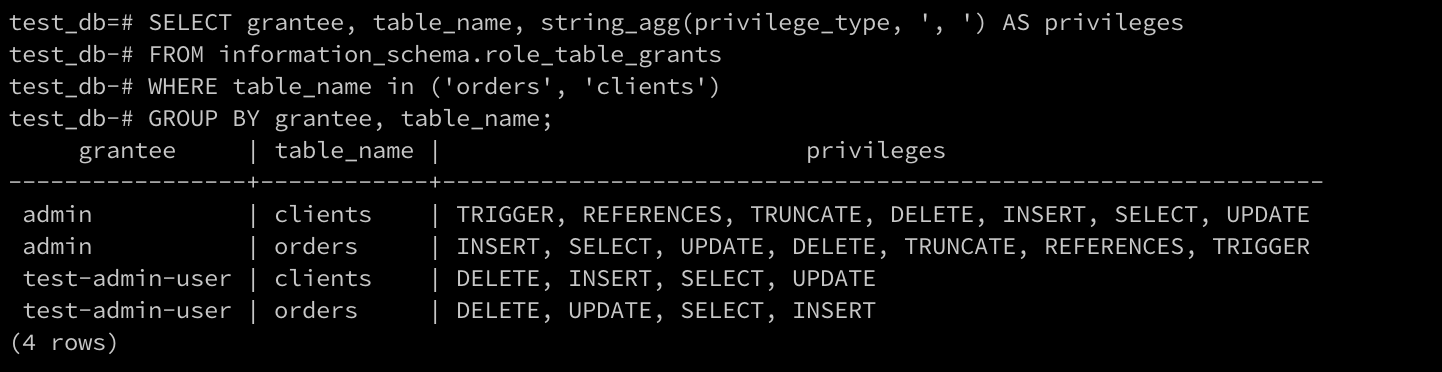 test_db=# SELECT grantee, table_name, string_agg(privilege_type, ', ') AS privileges
test_db-# FROM information_schema.role_table_grants
test_db-# WHERE table_name in ('orders', 'clients')
test_db-# GROUP BY grantee, table_name;
     grantee     | table_name |                          privileges
-----------------+------------+---------------------------------------------------------------
 admin           | clients    | TRIGGER, REFERENCES, TRUNCATE, DELETE, INSERT, SELECT, UPDATE
 admin           | orders     | INSERT, SELECT, UPDATE, DELETE, TRUNCATE, REFERENCES, TRIGGER
 test-admin-user | clients    | DELETE, INSERT, SELECT, UPDATE
 test-admin-user | orders     | DELETE, UPDATE, SELECT, INSERT
(4 rows)